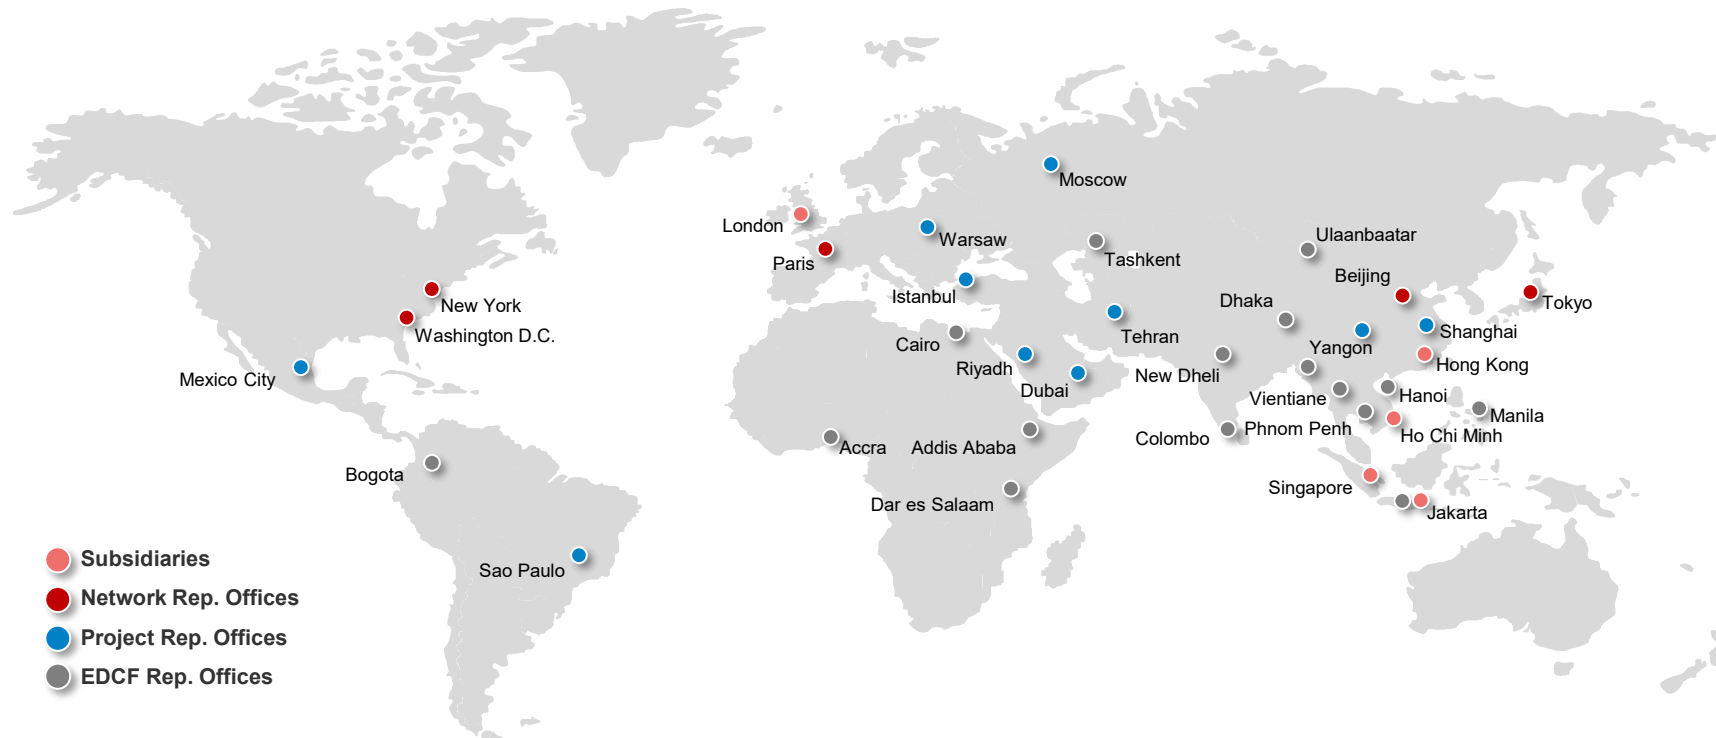 Moscow
London
Warsaw
Ulaanbaatar
Paris
Tashkent
Beijing
Istanbul
Dhaka
New York
Tokyo
Washington D.C.
Cairo
Tehran
Yangon
Shanghai
Mexico City
Riyadh
Dubai
New Dheli
Hong Kong
Vientiane
Hanoi
Manila
Accra
Addis Ababa
Colombo
Phnom Penh
Ho Chi Minh
Bogota
Dar es Salaam
Singapore
Jakarta
Sao Paulo
Subsidiaries
Network Rep. Offices
Project Rep. Offices
EDCF Rep. Offices